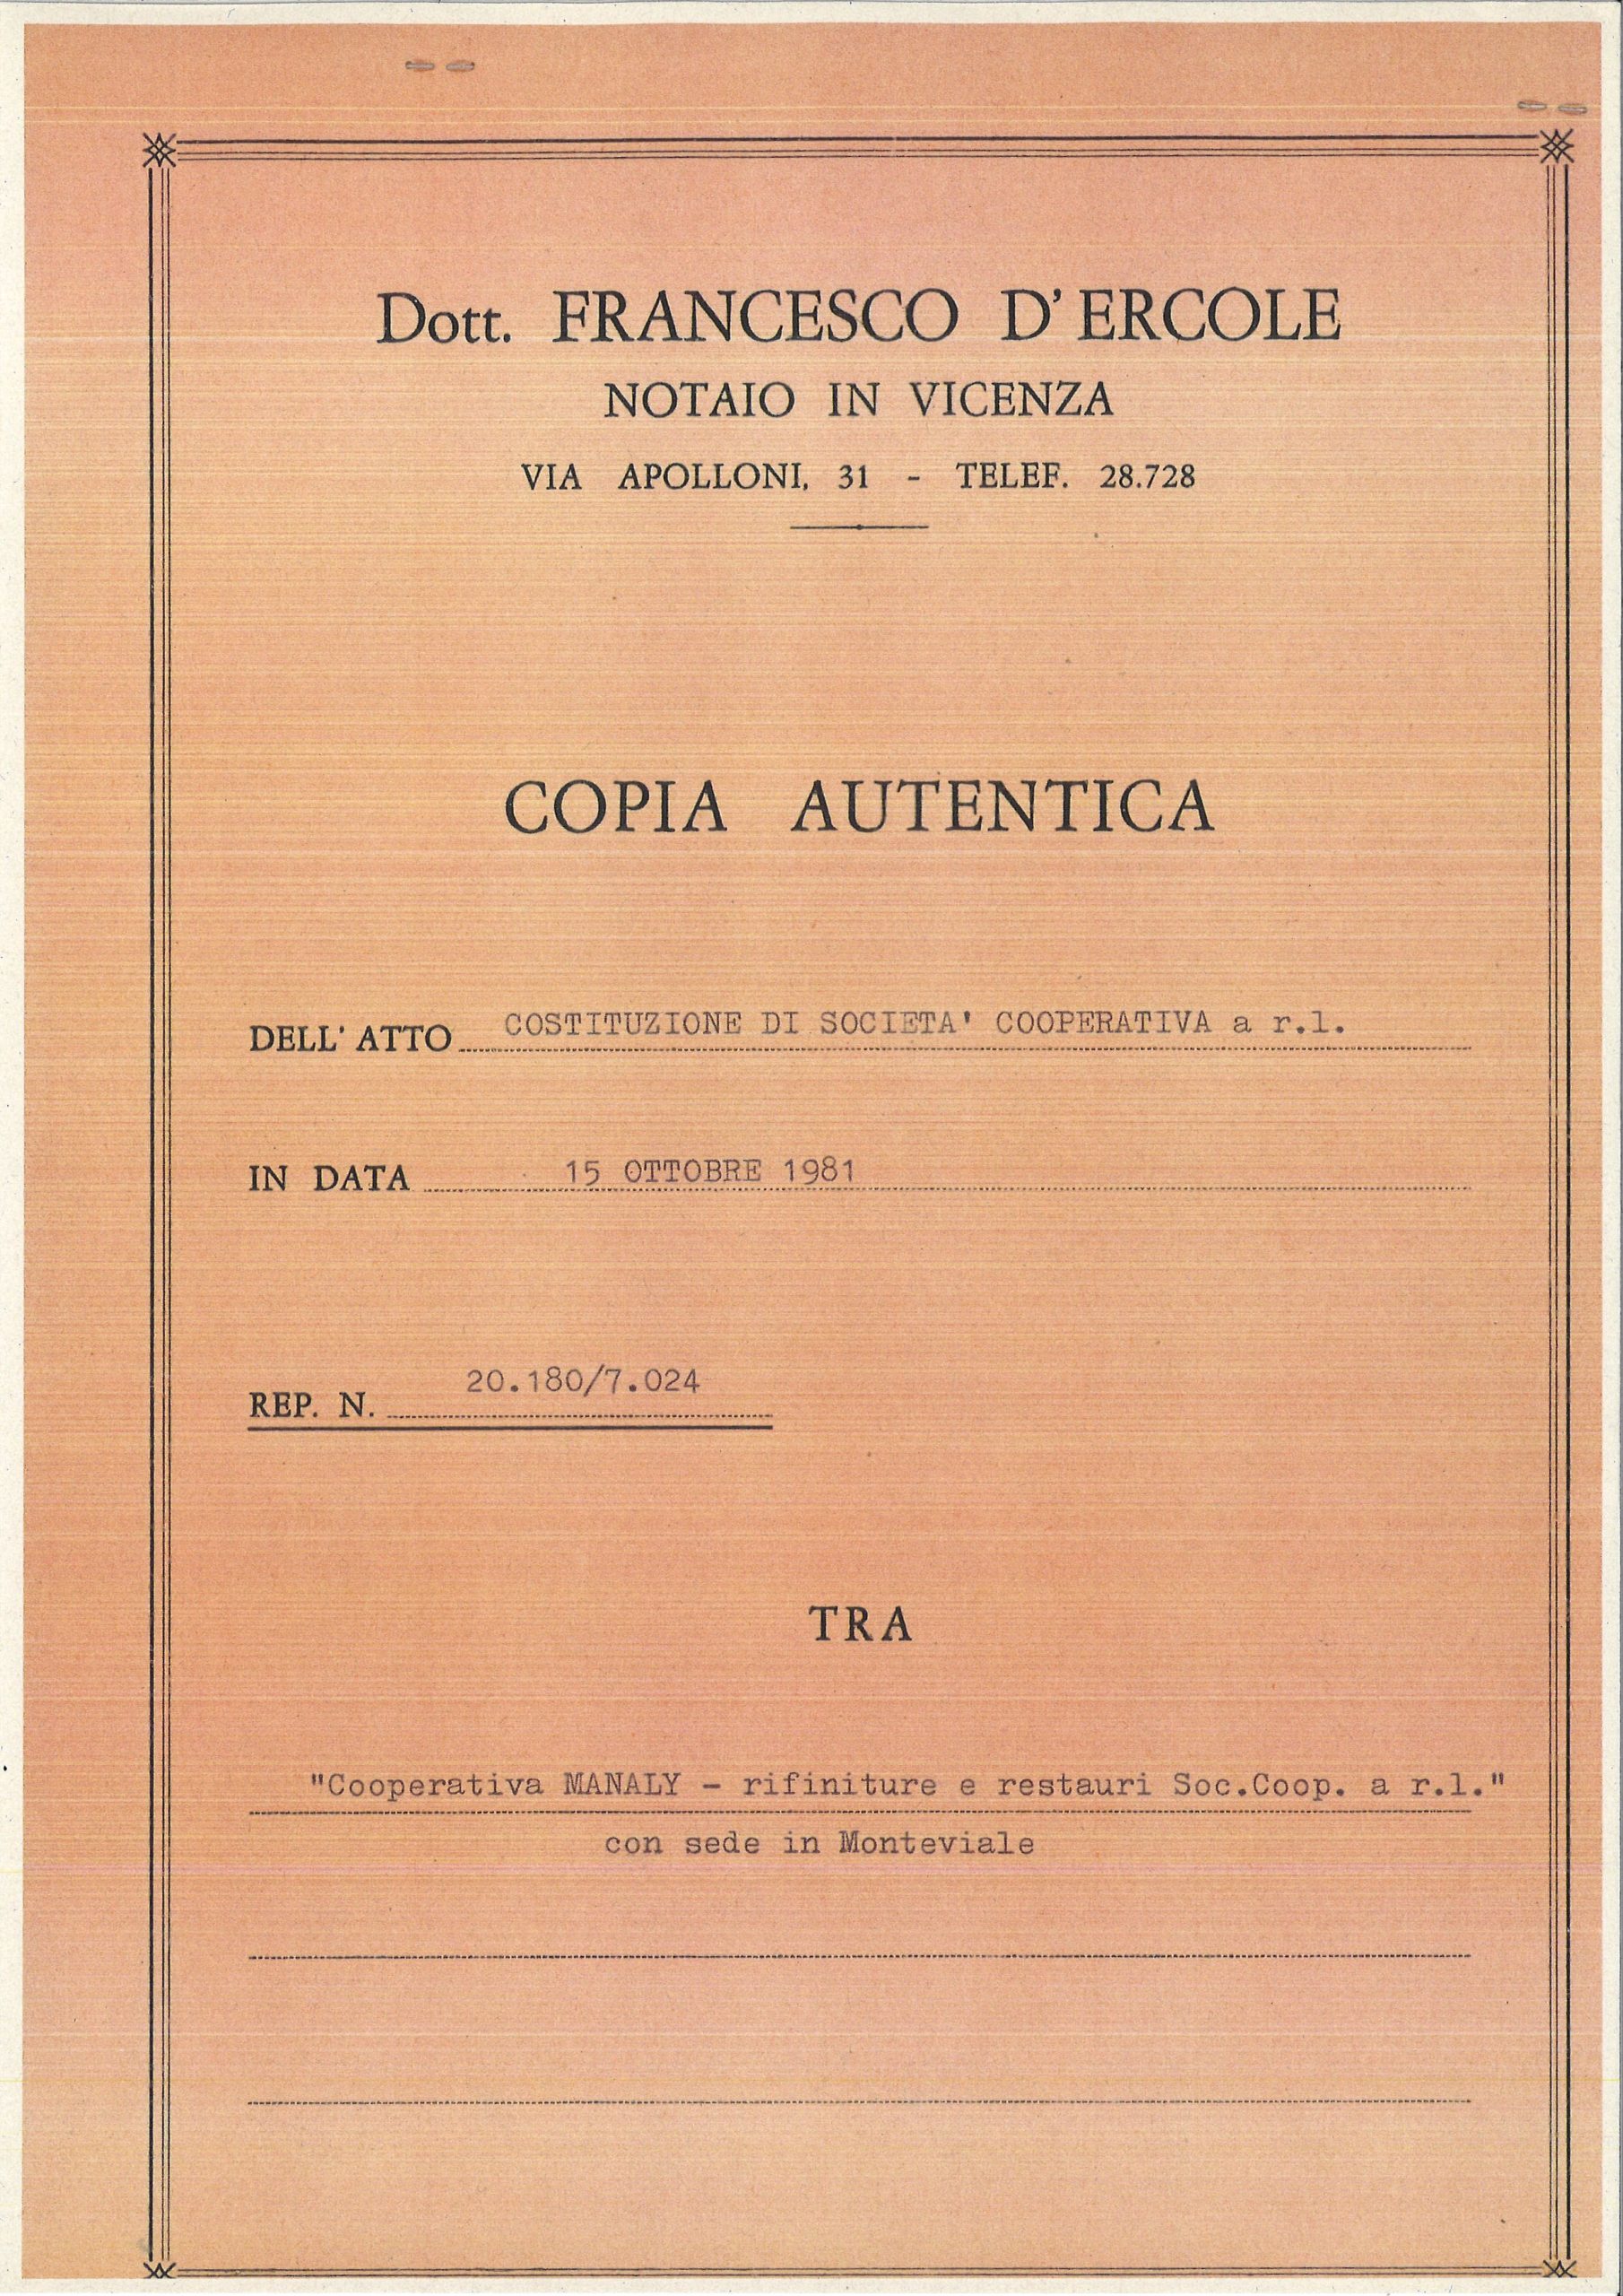 Dott. FRANCESCO D'ERCOLE
NOTAIO IN VICENZA
VIA APOLLONI, 31 - TELEF. 28.728
COPIA AUTENTICA
DELL'ATTO COSTITUZIONE DI SOCIETA' COOPERATIVA a r.l.
IN DATA 15 OTTOBRE 1981
REP. N. 20.180/7.024
TRA
"Cooperativa MANALY - rifiniture e restauri Soc.Coop. a r.l."
con sede in Monteviale